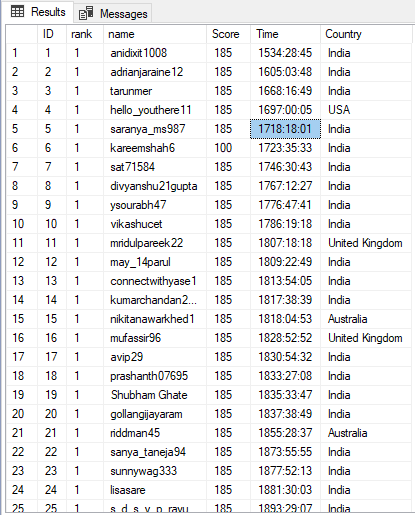 Results Messages
ID rank name Score Time Country
1 1 1 anidixit1008 185 1534:28:45 India
2 2 1 adrianjaraine12 185 1605:03:48 India
3 3 1 tarunmer 185 1668:16:49 India
4 4 1 hello_youthere11 185 1697:00:05 USA
5 5 1 saranya_ms987 185 1718:18:01 India
6 6 1 kareemshah6 100 1723:35:33 India
7 7 1 sat71584 185 1746:30:43 India
8 8 1 divyanshu21gupta 185 1767:12:27 India
9 9 1 ysourabh47 185 1776:47:41 India
10 10 1 vikashucet 185 1786:19:18 India
11 11 1 mridulpareek22 185 1807:18:18 United Kingdom
12 12 1 may_14parul 185 1809:22:49 India
13 13 1 connectwithyase1 185 1813:54:05 India
14 14 1 kumarchandan2... 185 1817:38:39 India
15 15 1 nikitanawarkhed1 185 1818:04:53 Australia
16 16 1 mufassir96 185 1828:52:52 United Kingdom
17 17 1 avip29 185 1830:54:32 India
18 18 1 prashanth07695 185 1833:27:08 India
19 19 1 Shubham Ghate 185 1835:33:47 India
20 20 1 gollangijayaram 185 1837:38:49 India
21 21 1 riddman45 185 1855:28:37 Australia
22 22 1 sanya_taneja94 185 1873:55:55 India
23 23 1 sunnywag333 185 1877:52:13 India
24 24 1 lisasare 185 1881:30:03 India
25 25 1 s_d_s_v_p_rayu 185 1893:29:07 India